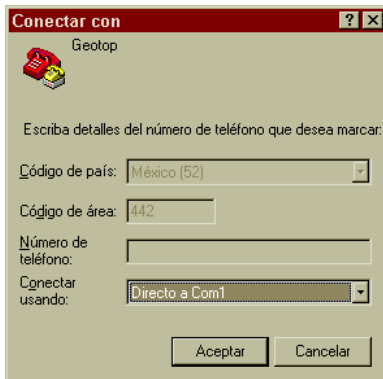 Conectar con
Geotop
Escriba detalles del número de teléfono que desea marcar:
Código de país: México (52)
Código de área: 442
Número de
teléfono:
Conectar
usando: Directo a Com1
Aceptar Cancelar